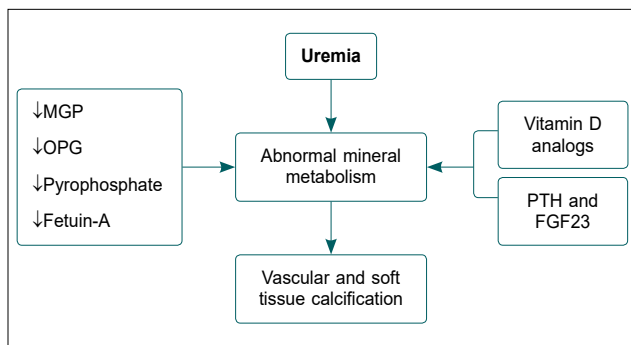 Uremia
↓MGP
↓OPG
↓Pyrophosphate
↓Fetuin-A
Abnormal mineral
metabolism
Vitamin D
analogs
PTH and
FGF23
Vascular and soft
tissue calcification